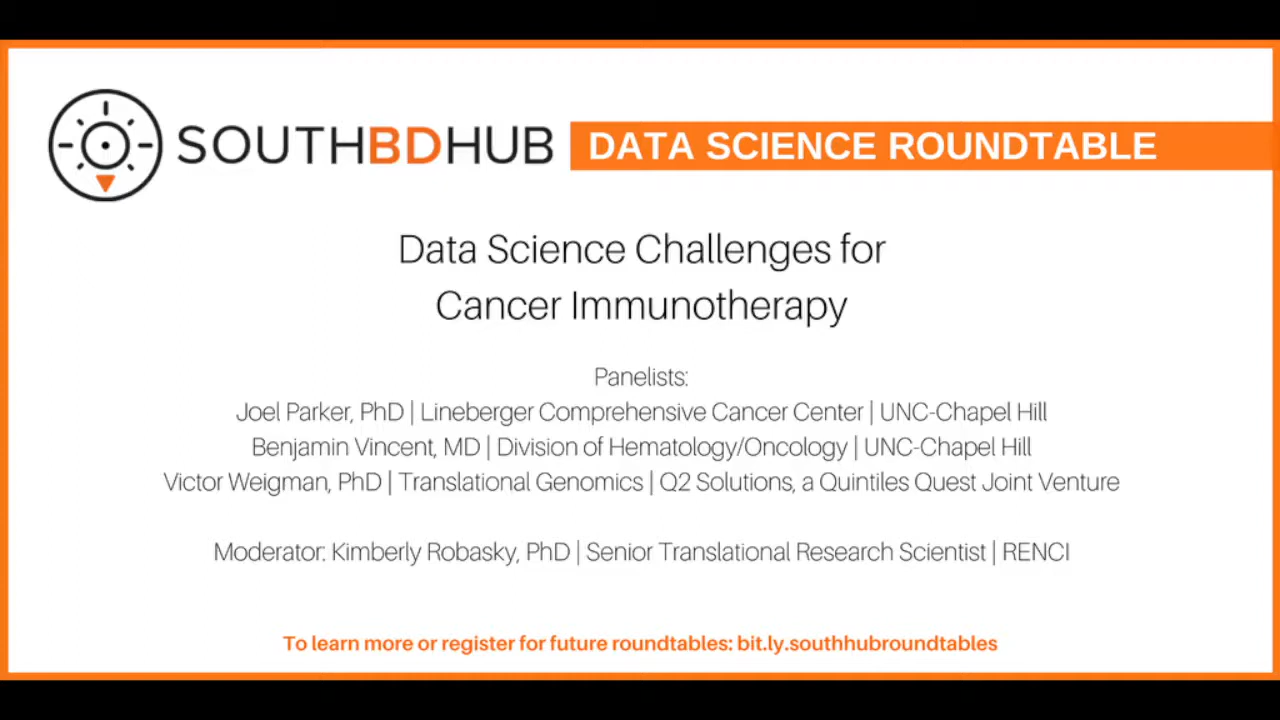 SOUTHBDHUB DATA SCIENCE ROUNDTABLE
Data Science Challenges for
Cancer Immunotherapy
Panelists:
Joel Parker, PhD | Lineberger Comprehensive Cancer Center | UNC-Chapel Hill
Benjamin Vincent, MD | Division of Hematology/Oncology | UNC-Chapel Hill
Victor Weigman, PhD | Translational Genomics | Q2 Solutions, a Quintiles Quest Joint Venture
Moderator: Kimberly Robasky, PhD | Senior Translational Research Scientist | RENCI
To learn more or register for future roundtables: bit.ly.southhubroundtables